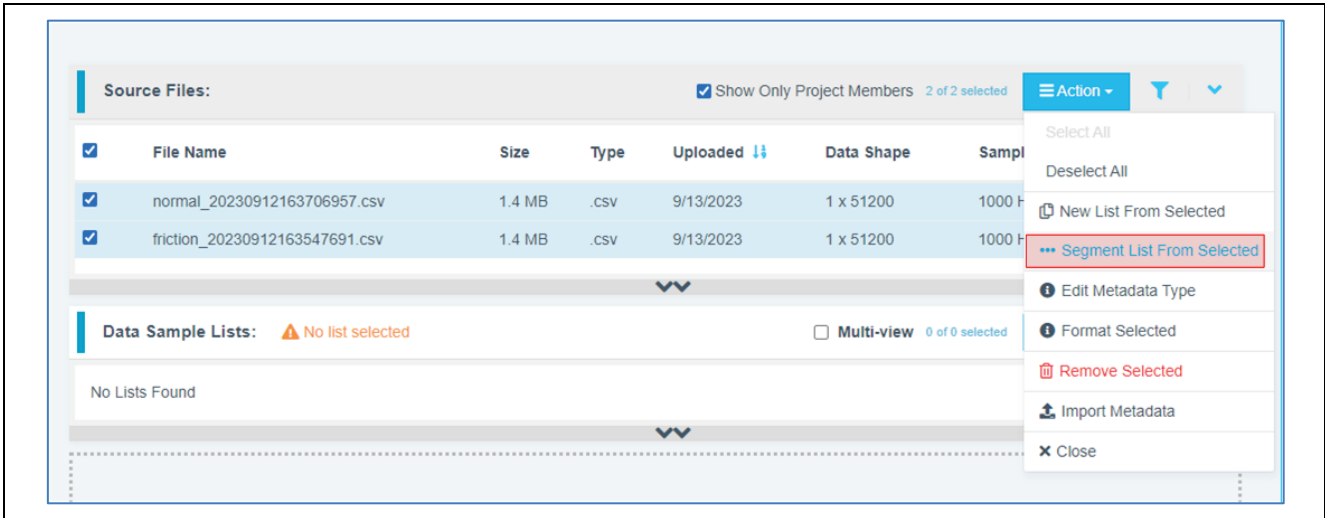 Source Files:
Show Only Project Members 2 of 2 selected
Action
File Name Size Type Uploaded Data Shape Sampl
normal_20230912163706957.csv 1.4 MB .csv 9/13/2023 1 x 51200 1000 H
friction_20230912163547691.csv 1.4 MB .csv 9/13/2023 1 x 51200 1000 H
Select All
Deselect All
New List From Selected
Segment List From Selected
Edit Metadata Type
Format Selected
Remove Selected
Import Metadata
Close
Data Sample Lists: No list selected
Multi-view 0 of 0 selected
No Lists Found